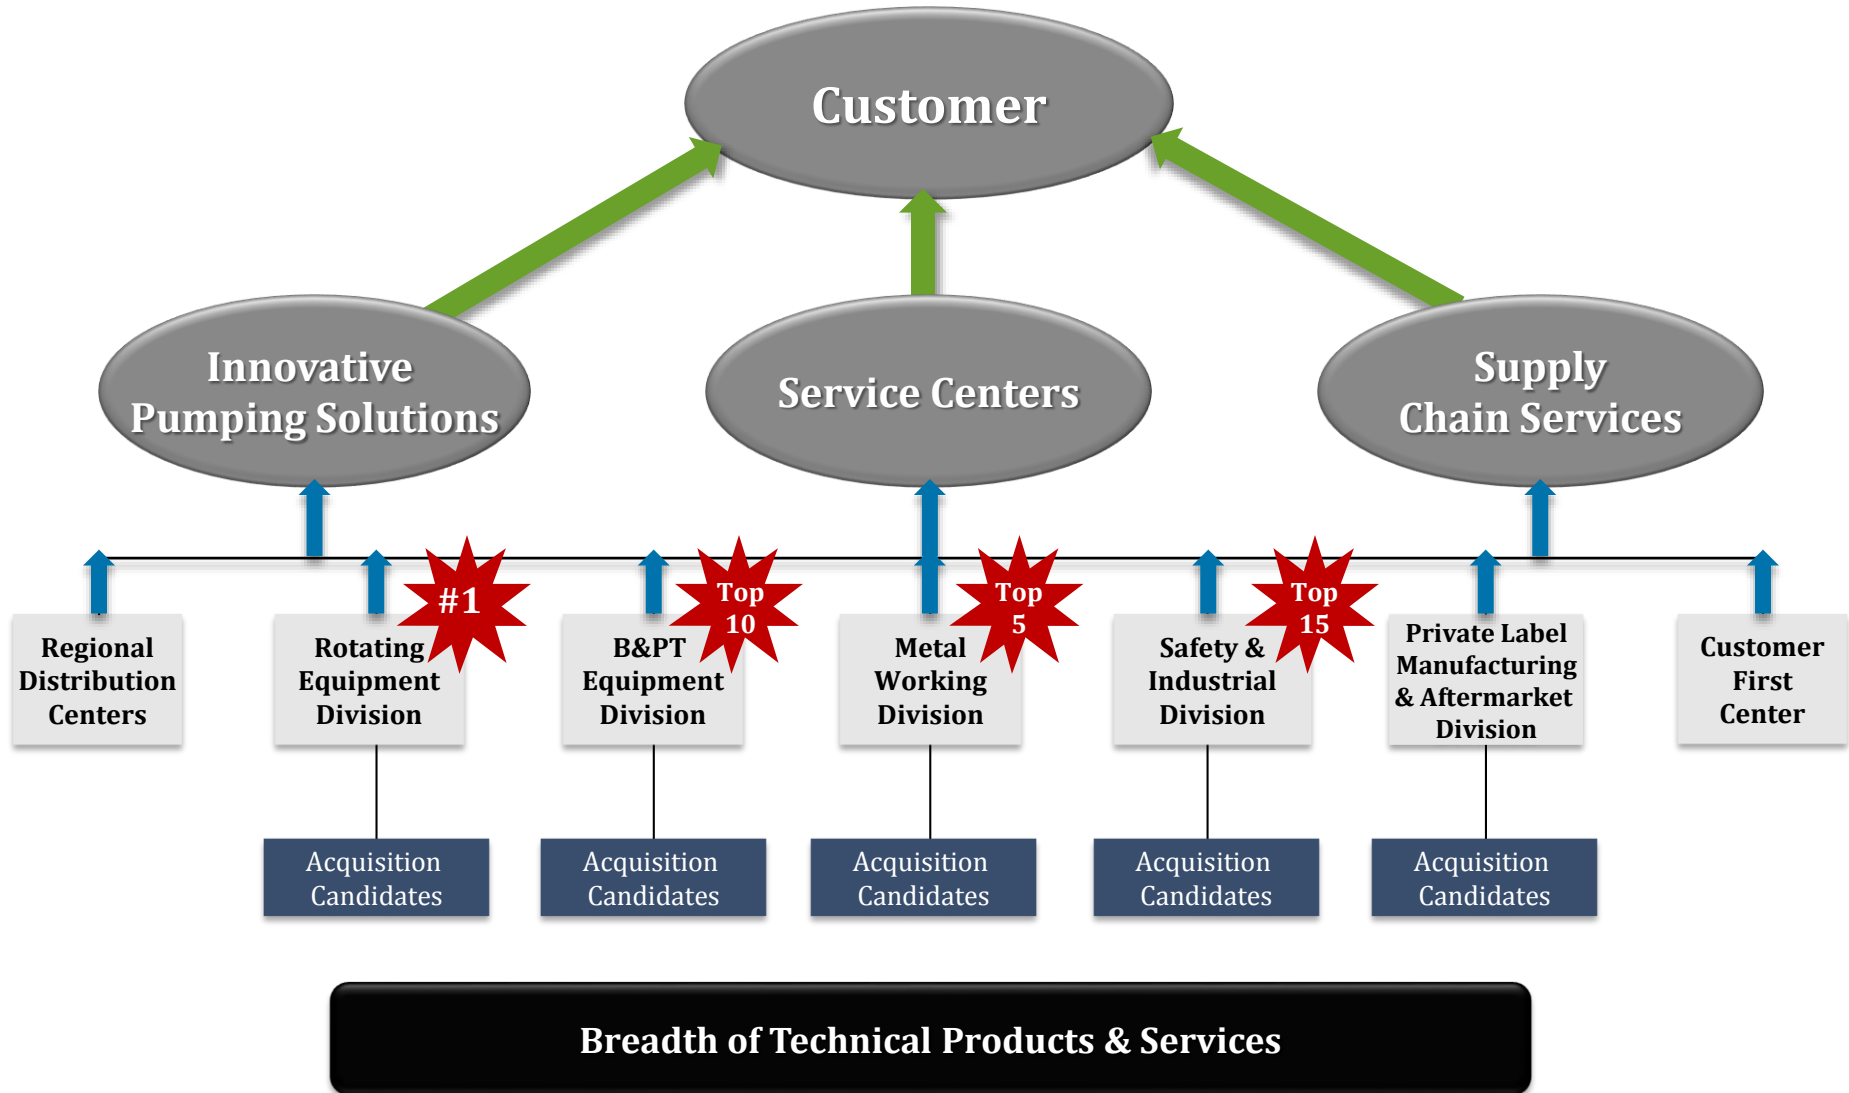 Customer
Innovative
Pumping Solutions
Service Centers
Supply
Chain Services
#1
Top
10
Top
5
Top
15
Regional
Distribution
Centers
Rotating
Equipment
Division
B&PT
Equipment
Division
Metal
Working
Division
Safety &
Industrial
Division
Private Label
Manufacturing
& Aftermarket
Division
Customer
First
Center
Acquisition
Candidates
Acquisition
Candidates
Acquisition
Candidates
Acquisition
Candidates
Acquisition
Candidates
Breadth of Technical Products & Services